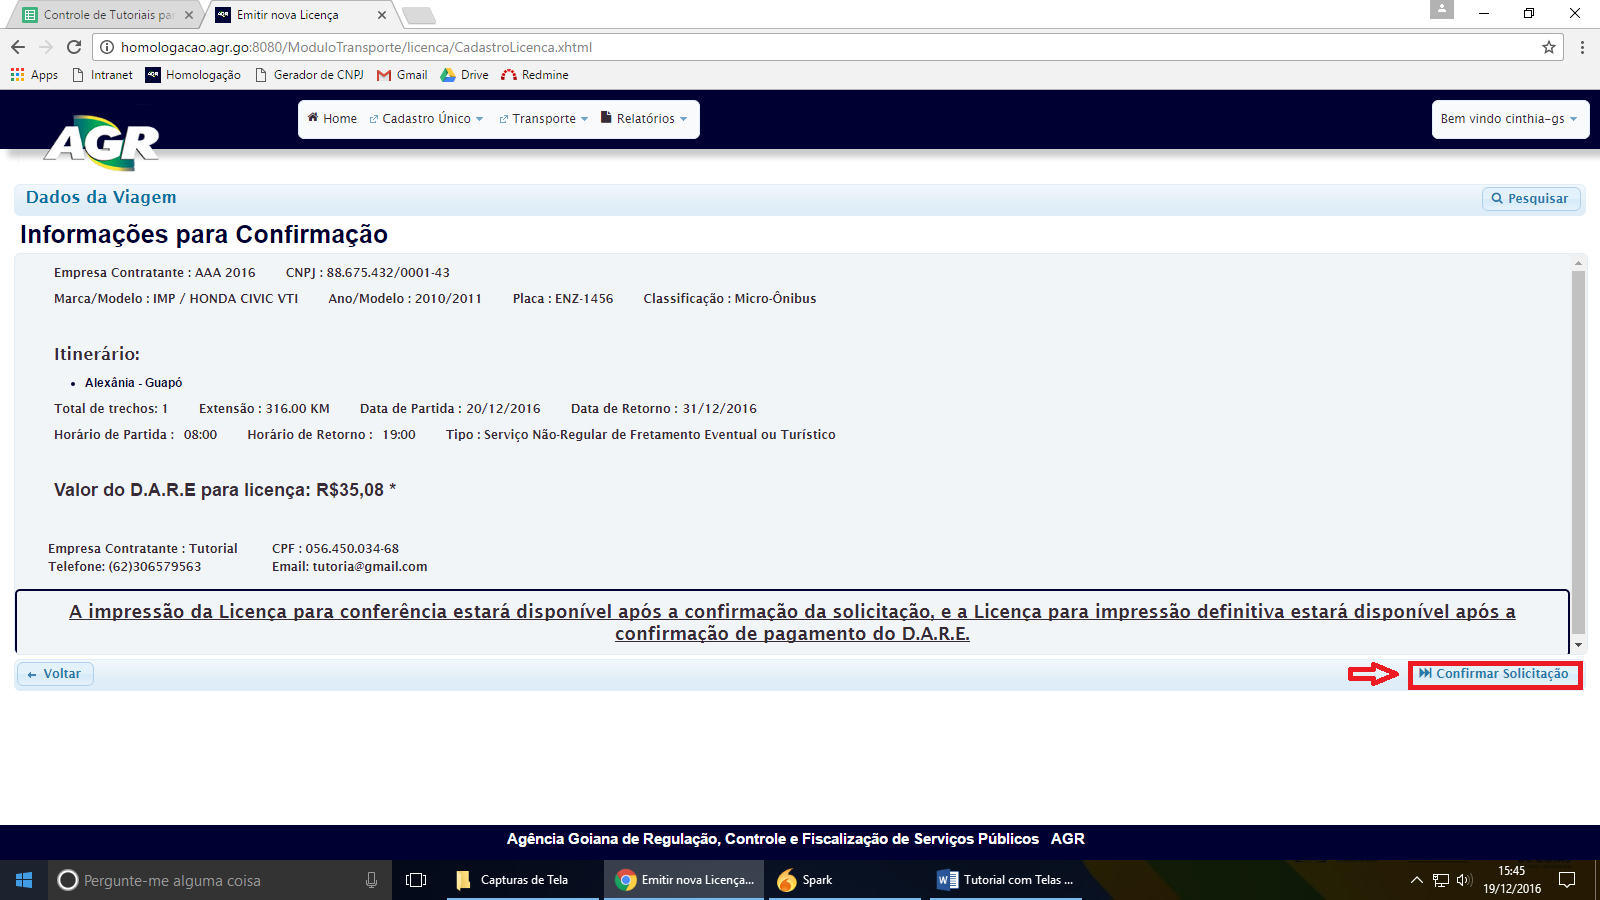 Controle de Tutoriais par
Emitir nova Licença
homologacao.agr.go:8080/ModuloTransporte/licenca/CadastroLicenca.xhtml
Apps Intranet Homologação Gerador de CNPJ Gmail Drive Redmine
AGR
Home Cadastro Único Transporte Relatórios
Bem vindo cinthia-gs
Dados da Viagem
Pesquisar
Informações para Confirmação
Empresa Contratante : AAA 2016 CNPJ : 88.675.432/0001-43
Marca/Modelo : IMP / HONDA CIVIC VTI Ano/Modelo : 2010/2011 Placa : ENZ-1456 Classificação : Micro-Ônibus
Itinerário:
• Alexânia - Guapó
Total de trechos: 1 Extensão : 316.00 KM Data de Partida : 20/12/2016 Data de Retorno : 31/12/2016
Horário de Partida : 08:00 Horário de Retorno : 19:00 Tipo : Serviço Não-Regular de Fretamento Eventual ou Turístico
Valor do D.A.R.E para licença: R$35,08 *
Empresa Contratante : Tutorial CPF : 056.450.034-68
Telefone: (62)306579563 Email: tutoria@gmail.com
A impressão da Licença para conferência estará disponível após a confirmação da solicitação, e a Licença para impressão definitiva estará disponível após a
confirmação de pagamento do D.A.R.E.
Voltar
Confirmar Solicitação
Agência Goiana de Regulação, Controle e Fiscalização de Serviços Públicos AGR
Pergunte-me alguma coisa
Capturas de Tela
Emitir nova Licença...
Spark
Tutorial com Telas ...
15:45
19/12/2016